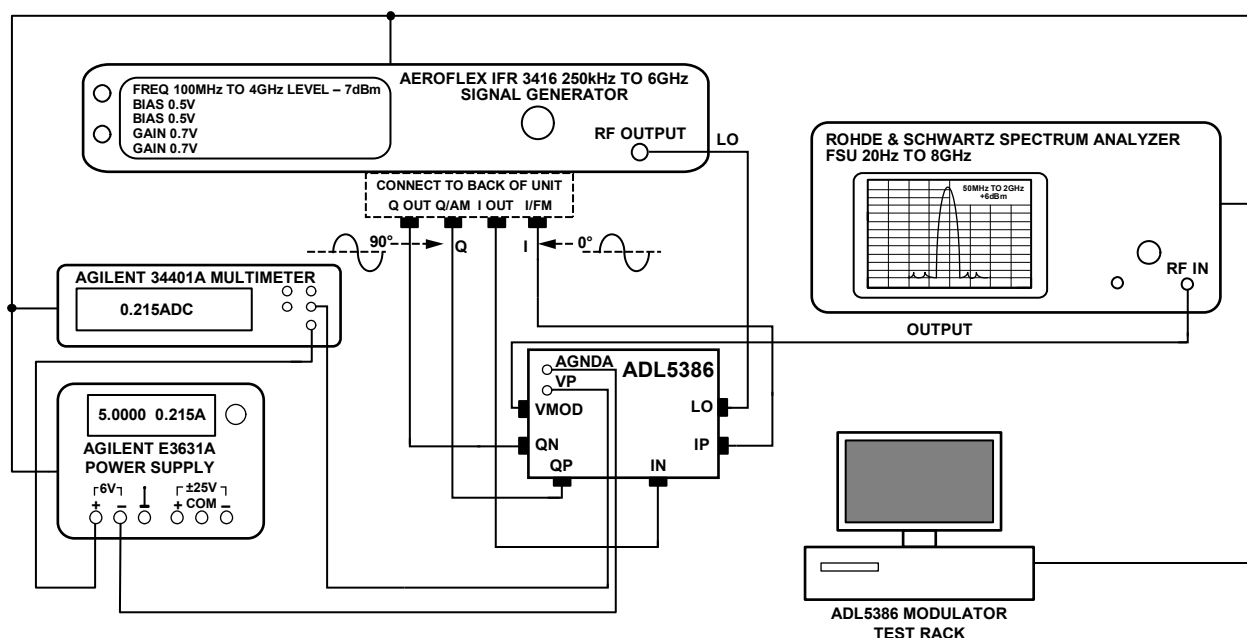 AEROFLEX IFR 3416 250kHz TO 6GHz
SIGNAL GENERATOR
FREQ 100MHz TO 4GHz LEVEL – 7dBm
BIAS 0.5V
BIAS 0.5V
GAIN 0.7V
GAIN 0.7V
RF OUTPUT
LO
CONNECT TO BACK OF UNIT
Q OUT Q/AM I OUT I/FM
90°
Q
I
0°
ROHDE & SCHWARTZ SPECTRUM ANALYZER
FSU 20Hz TO 8GHz
50MHz TO 2GHz
+6dBm
RF IN
AGILENT 34401A MULTIMETER
0.215ADC
OUTPUT
5.0000 0.215A
AGILENT E3631A
POWER SUPPLY
6V
±25V
+ – + COM –
AGNDA
VP
ADL5386
VMOD
LO
QN
IP
QP
IN
ADL5386 MODULATOR
TEST RACK